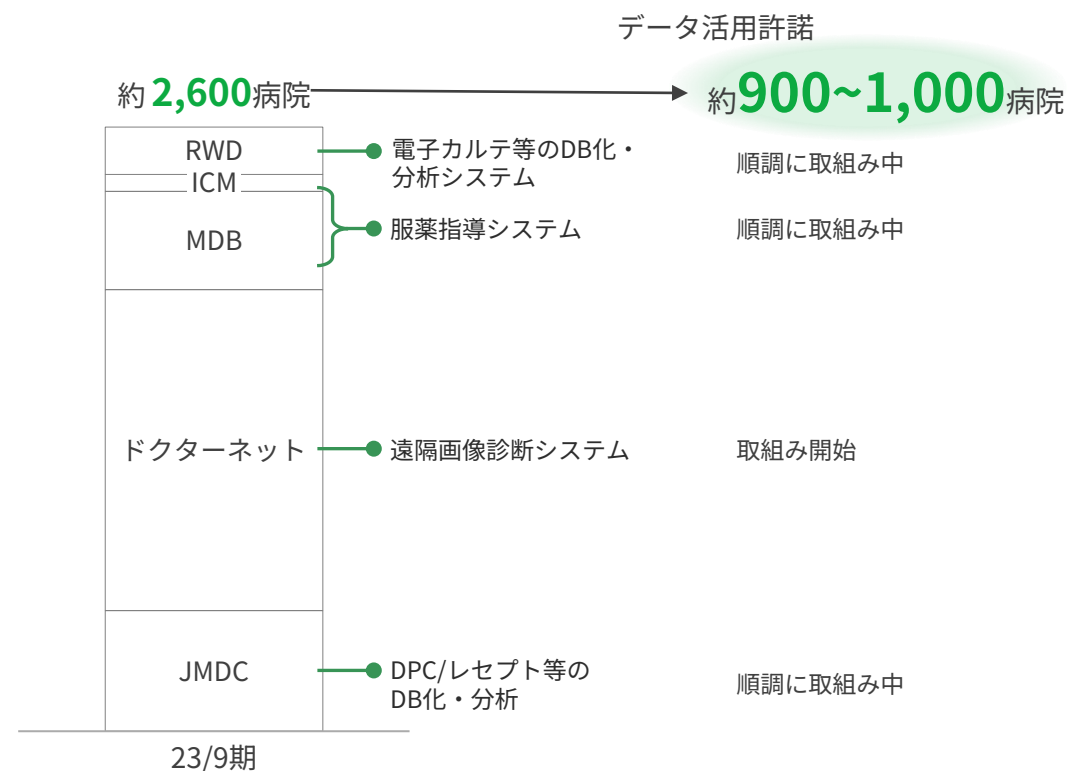 データ活用許諾
約 2,600病院
約900~1,000病院
RWD
電子カルテ等のDB化・
分析システム
順調に取組み中
ICM
MDB
服薬指導システム
順調に取組み中
ドクターネット
遠隔画像診断システム
取組み開始
JMDC
DPC/レセプト等の
DB化・分析
順調に取組み中
23/9期